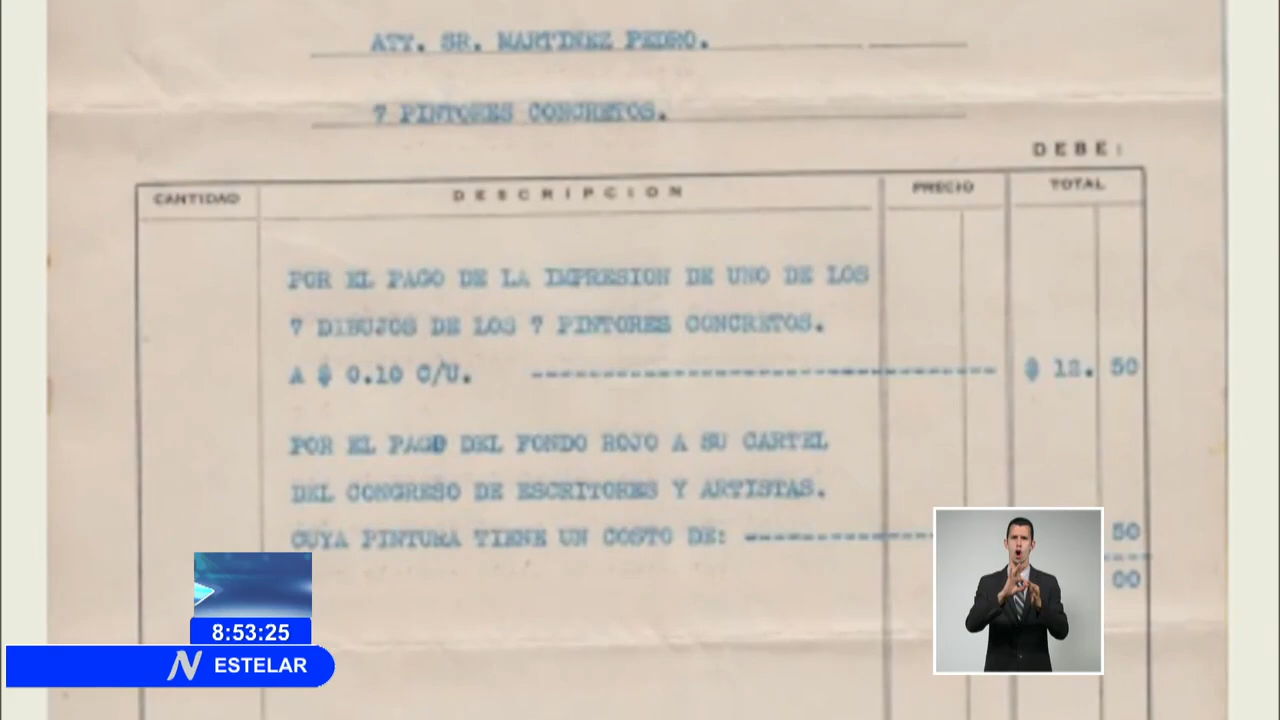 ATT. SR. MARTINEZ PEDRO.
7 PINTORES CONCRETOS.
DEBE:
CANTIDAD DESCRIPCION PRECIO TOTAL
POR EL PAGO DE LA IMPRESION DE UNO DE LOS
7 DIBUJOS DE LOS 7 PINTORES CONCRETOS.
A $ 0.10 C/U. ---------------------------------- $ 12. 50
POR EL PAGO DEL FONDO ROJO A SU CARTEL
DEL CONGRESO DE ESCRITORES Y ARTISTAS.
CUYA PINTURA TIENE UN COSTO DE: -------------- 50
00
8:53:25
N ESTELAR